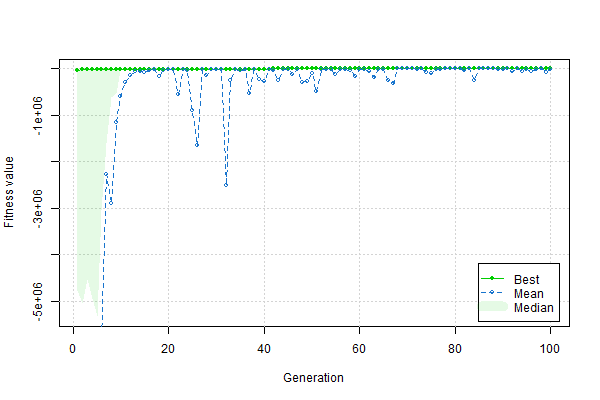 -1e+06
-3e+06
-5e+06
Fitness value
Best
Mean
Median
0 20 40 60 80 100
Generation